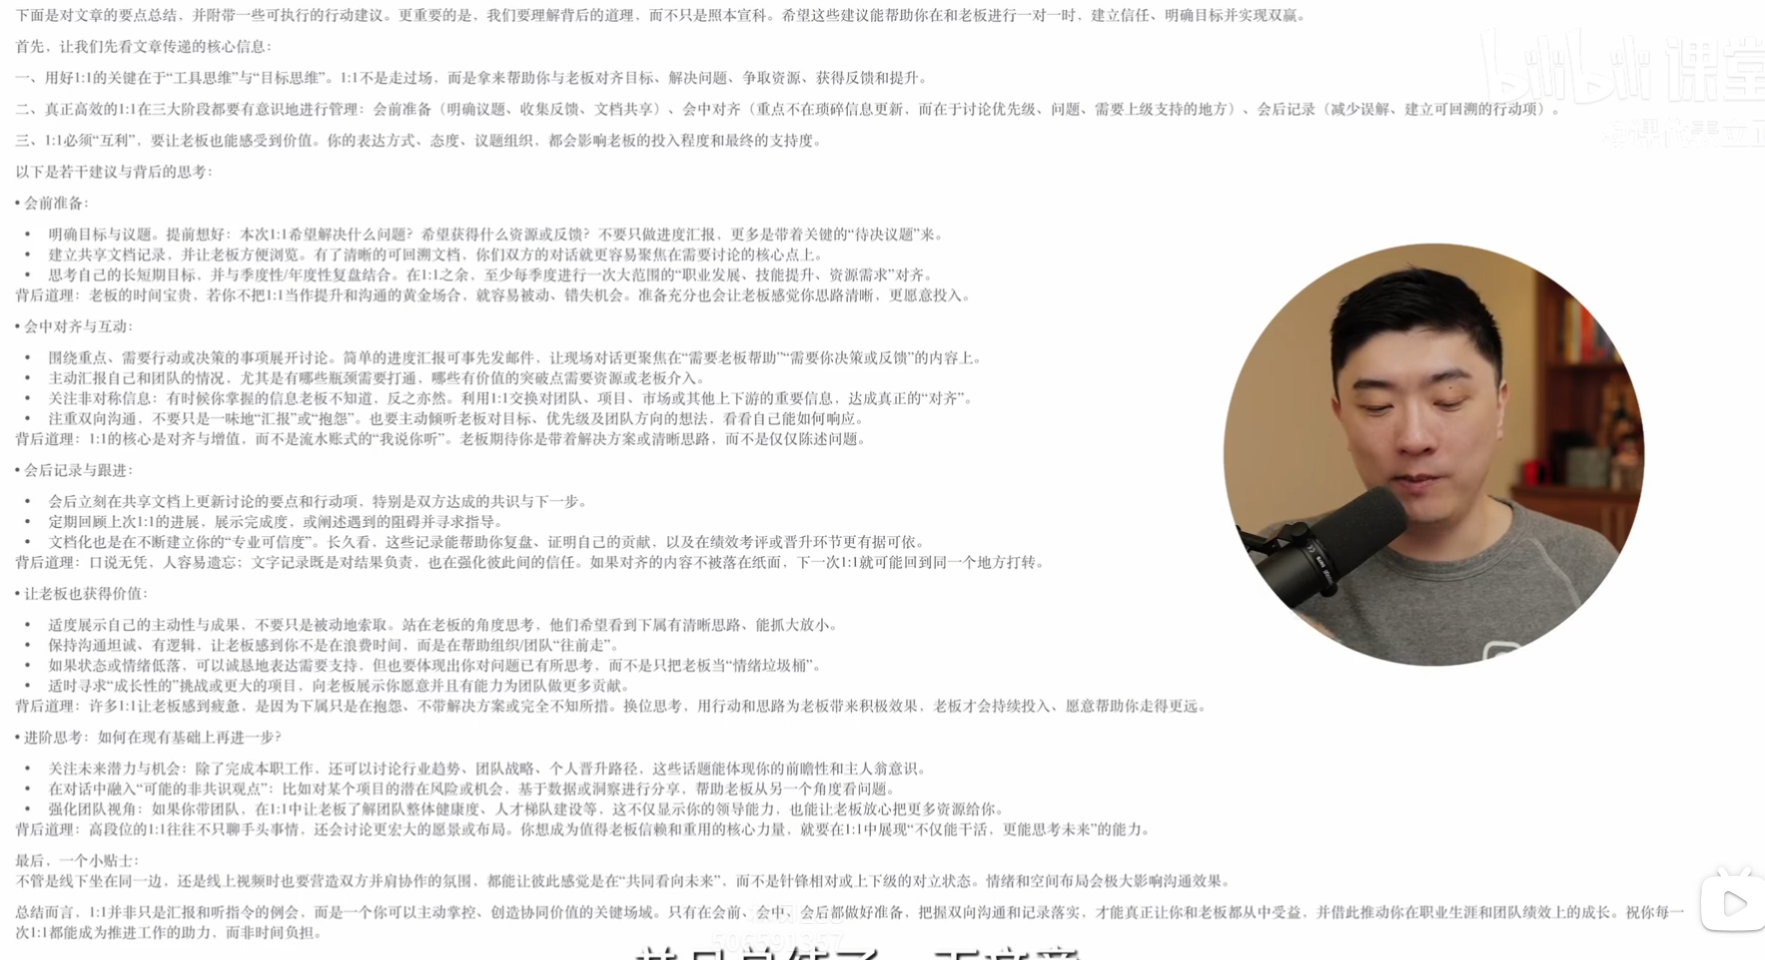 下面是对文章的要点总结，并附带一些可执行的行动建议。更重要的是，我们要理解背后的道理，而不只是照本宣科。希望这些建议能帮助你在和老板进行一对一时，建立信任、明确目标并实现双赢。
首先，让我们先看文章传递的核心信息：
bilibili 课堂
一、用好1:1的关键在于“工具思维”与“目标思维”。1:1不是走过场，而是拿来帮助你与老板对齐目标、解决问题、争取资源、获得反馈和提升。
二、真正高效的1:1在三大阶段都要有意识地进行管理：会前准备（明确议题、收集反馈、文档共享）、会中对齐（重点不在琐碎信息更新，而在于讨论优先级、问题、需要上级支持的地方）、会后记录（减少误解、建立可回溯的行动项）。
三、1:1必须“互利”，要让老板也能感受到价值。你的表达方式、态度、议题组织，都会影响老板的投入程度和最终的支持度。
以下是若干建议与背后的思考：
• 会前准备：
• 明确目标与议题。提前想好：本次1:1希望解决什么问题？希望获得什么资源或反馈？不要只做进度汇报，更多是带着关键的“待决议题”来。
• 建立共享文档记录，并让老板方便浏览。有了清晰的可回溯文档，你们双方的对话就更容易聚焦在需要讨论的核心点上。
• 思考自己的长短期目标，并与季度性/年度性复盘结合。在1:1之余，至少每季度进行一次大范围的“职业发展、技能提升、资源需求”对齐。
背后道理：老板的时间宝贵，若你不把1:1当作提升和沟通的黄金场合，就容易被动、错失机会。准备充分也会让老板感觉你思路清晰，更愿意投入。
• 会中对齐与互动：
• 围绕重点、需要行动或决策的事项展开讨论。简单的进度汇报可事先发邮件，让现场对话更聚焦在“需要老板帮助”“需要你决策或反馈”的内容上。
• 主动汇报自己和团队的情况，尤其是有哪些瓶颈需要打通，哪些有价值的突破点需要资源或老板介入。
• 关注非对称信息：有时候你掌握的信息老板不知道，反之亦然。利用1:1交换对团队、项目、市场或其他上下游的重要信息，达成真正的“对齐”。
• 注重双向沟通，不要只是一味地“汇报”或“抱怨”。也要主动倾听老板对目标、优先级及团队方向的想法，看看自己能如何响应。
背后道理：1:1的核心是对齐与增值，而不是流水账式的“我说你听”。老板期待你是带着解决方案或清晰思路，而不是仅仅陈述问题。
• 会后记录与跟进：
• 会后立刻在共享文档上更新讨论的要点和行动项，特别是双方达成的共识与下一步。
• 定期回顾上次1:1的进展，展示完成度，或阐述遇到的阻碍并寻求指导。
• 文档化也是在不断建立你的“专业可信度”。长久看，这些记录能帮助你复盘、证明自己的贡献，以及在绩效考评或晋升环节更有据可依。
背后道理：口说无凭，人容易遗忘；文字记录既是对结果负责，也在强化彼此间的信任。如果对齐的内容不被落在纸面，下一次1:1就可能回到同一个地方打转。
• 让老板也获得价值：
• 适度展示自己的主动性与成果，不要只是被动地索取。站在老板的角度思考，他们希望看到下属有清晰思路、能抓大放小。
• 保持沟通坦诚、有逻辑，让老板感到你不是在浪费时间，而是在帮助组织/团队“往前走”。
• 如果状态或情绪低落，可以诚恳地表达需要支持，但也要体现出你对问题已有所思考，而不是只把老板当“情绪垃圾桶”。
• 适时寻求“成长性的”挑战或更大的项目，向老板展示你愿意并且有能力为团队做更多贡献。
背后道理：许多1:1让老板感到疲惫，是因为下属只是在抱怨、不带解决方案或完全不知所措。换位思考，用行动和思路为老板带来积极效果，老板才会持续投入、愿意帮助你走得更远。
• 进阶思考：如何在现有基础上再进一步？
• 关注未来潜力与机会：除了完成本职工作，还可以讨论行业趋势、团队战略、个人晋升路径，这些话题能体现你的前瞻性和主人翁意识。
• 在对话中融入“可能的非共识观点”：比如对某个项目的潜在风险或机会，基于数据或洞察进行分享，帮助老板从另一个角度看问题。
• 强化团队视角：如果你带团队，在1:1中让老板了解团队整体健康度、人才梯队建设等，这不仅显示你的领导能力，也能让老板放心把更多资源给你。
背后道理：高段位的1:1往往不只聊手头事情，还会讨论更宏大的愿景或布局。你想成为值得老板信赖和重用的核心力量，就要在1:1中展现“不仅能干活，更能思考未来”的能力。
最后，一个小贴士：
不管是线下坐在同一边，还是线上视频时也要营造双方并肩协作的氛围，都能让彼此感觉是在“共同看向未来”，而不是针锋相对或上下级的对立状态。情绪和空间布局会极大影响沟通效果。
总结而言，1:1并非只是汇报和听指令的例会，而是一个你可以主动掌控、创造协同价值的关键场域。只有在会前、会中、会后都做好准备，把握双向沟通和记录落实，才能真正让你和老板都从中受益，并借此推动你在职业生涯和团队绩效上的成长。祝你每一
次1:1都能成为推进工作的助力，而非时间负担。